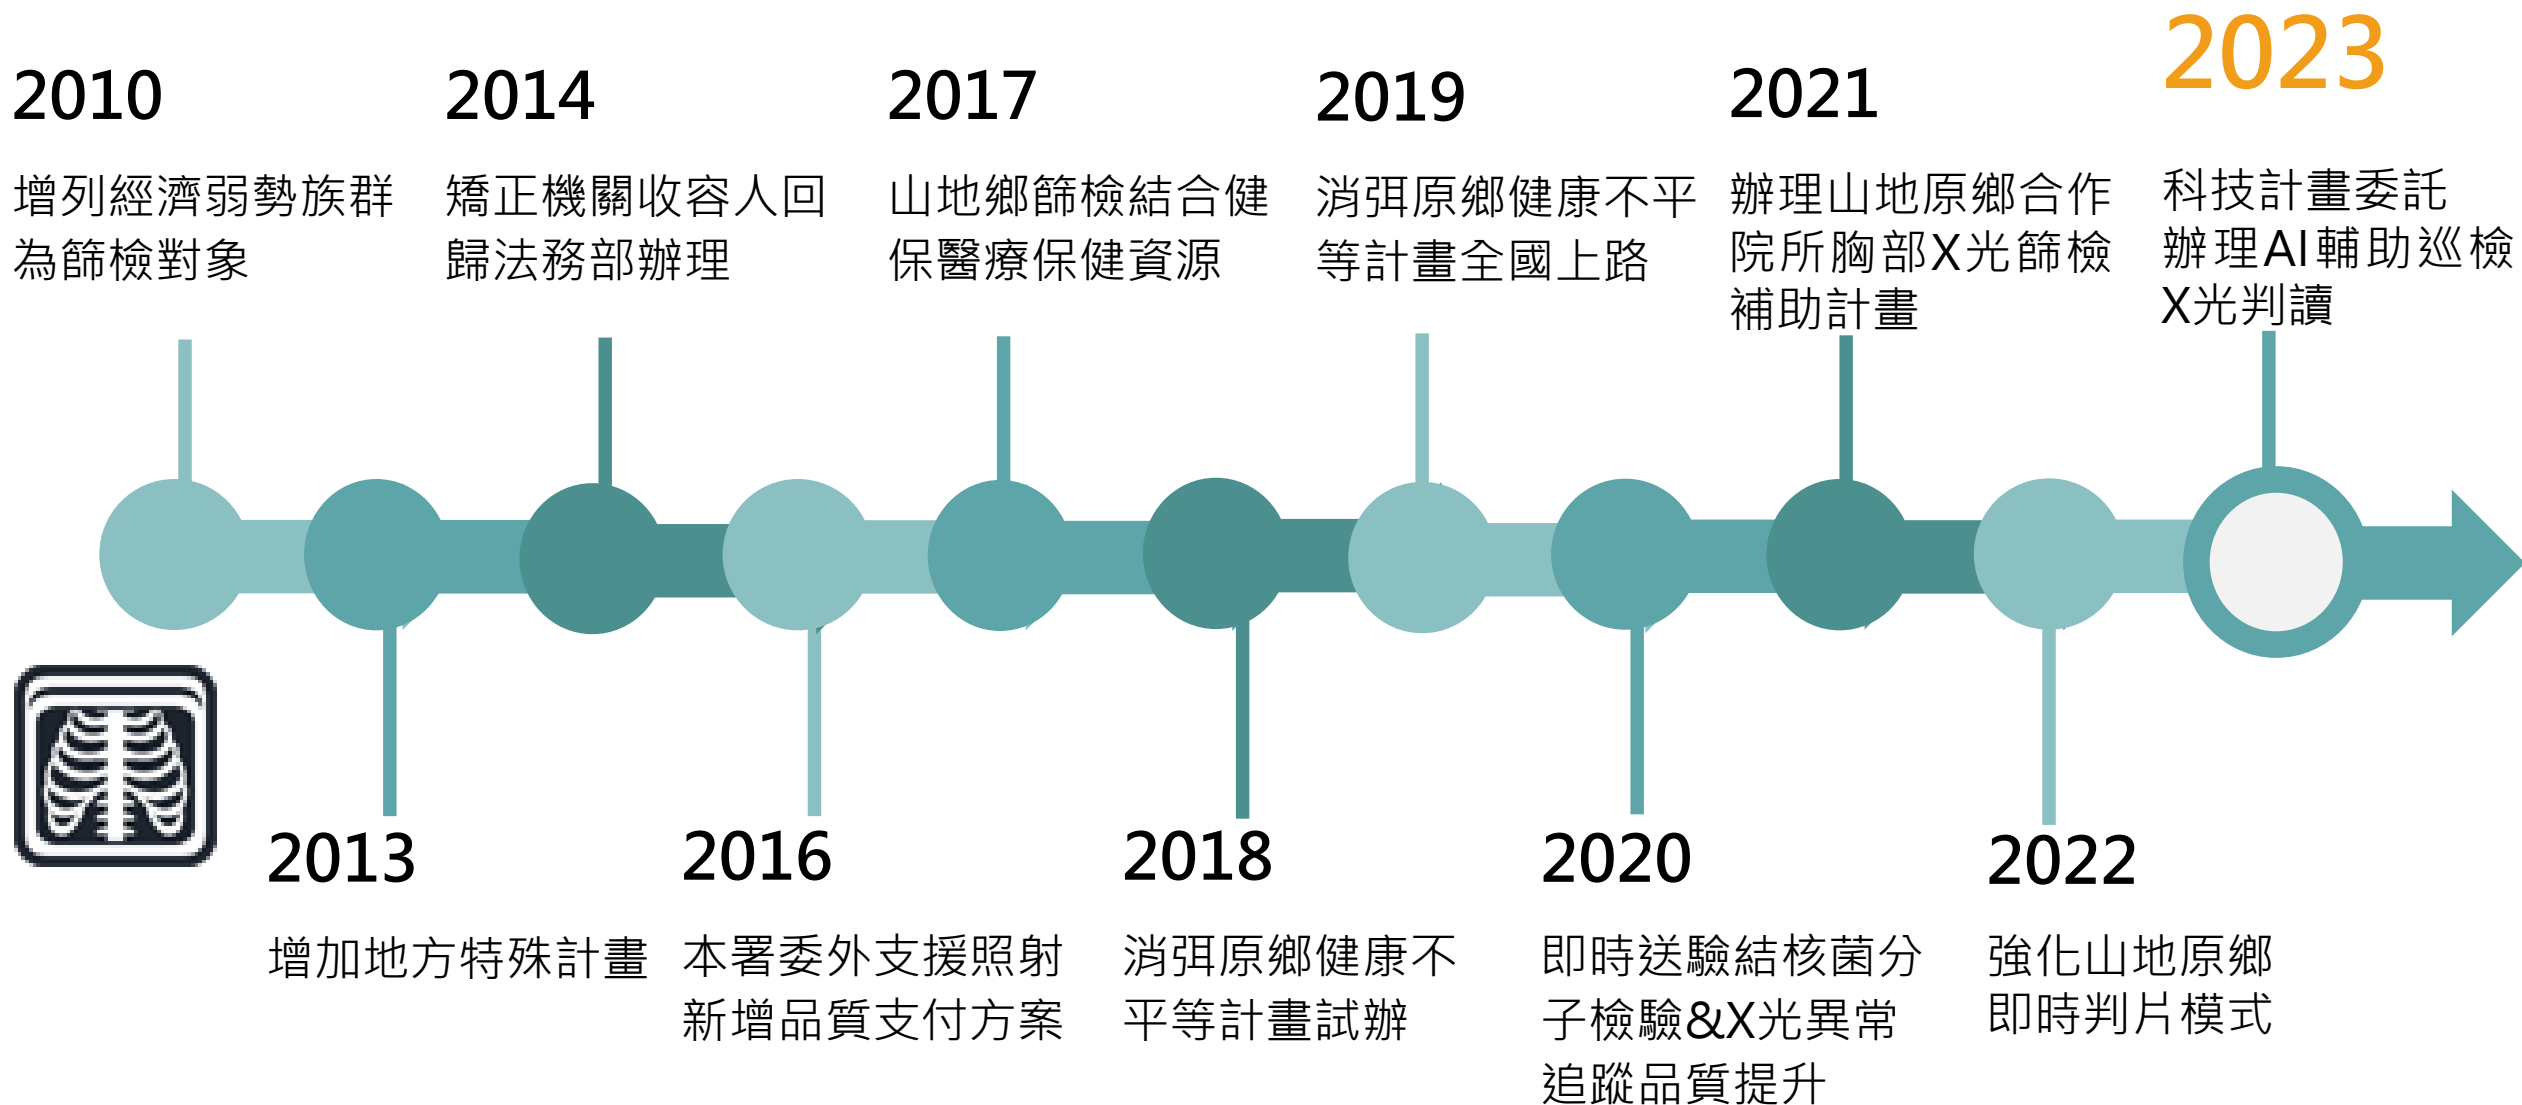 2010
增列經濟弱勢族群
為篩檢對象
2014
矯正機關收容人回
歸法務部辦理
2017
山地鄉篩檢結合健
保醫療保健資源
2019
消弭原鄉健康不平
等計畫全國上路
2021
辦理山地原鄉合作
院所胸部X光篩檢
補助計畫
2023
科技計畫委託
辦理AI輔助巡檢
X光判讀
2013
增加地方特殊計畫
2016
本署委外支援照射
新增品質支付方案
2018
消弭原鄉健康不
平等計畫試辦
2020
即時送驗結核菌分
子檢驗&X光異常
追蹤品質提升
2022
強化山地原鄉
即時判片模式